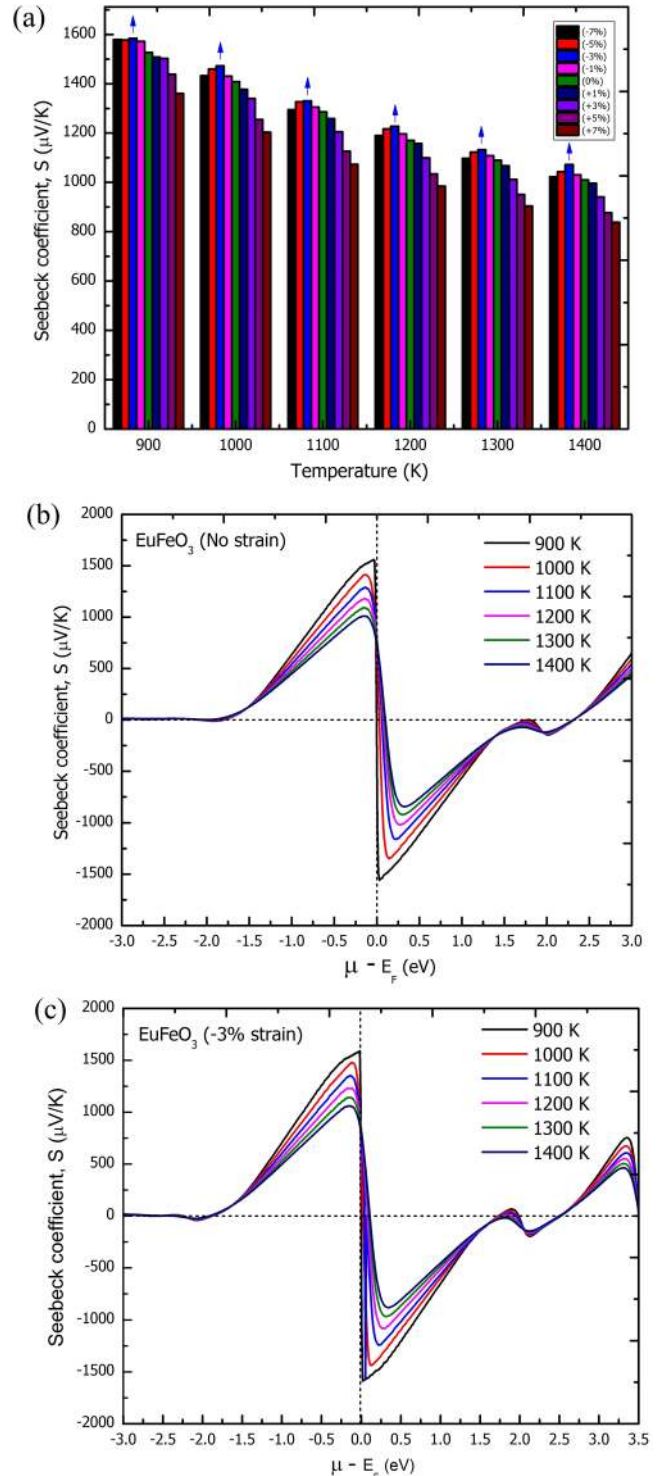 (a)
1600
1400
1200
1000
800
600
400
200
0
Seebeck coefficient, S (μV/K)
(-7%)
(-5%)
(-3%)
(-1%)
(0%)
(+1%)
(+3%)
(+5%)
(+7%)
900 1000 1100 1200 1300 1400
Temperature (K)
(b)
2000
1500
1000
500
0
-500
-1000
-1500
-2000
Seebeck coefficient, S (μV/K)
EuFeO3 (No strain)
900 K
1000 K
1100 K
1200 K
1300 K
1400 K
-3.0 -2.5 -2.0 -1.5 -1.0 -0.5 0.0 0.5 1.0 1.5 2.0 2.5 3.0
μ - EF (eV)
(c)
2000
1500
1000
500
0
-500
-1000
-1500
-2000
Seebeck coefficient, S (μV/K)
EuFeO3 (-3% strain)
900 K
1000 K
1100 K
1200 K
1300 K
1400 K
-3.0 -2.5 -2.0 -1.5 -1.0 -0.5 0.0 0.5 1.0 1.5 2.0 2.5 3.0 3.5
μ - E (eV)